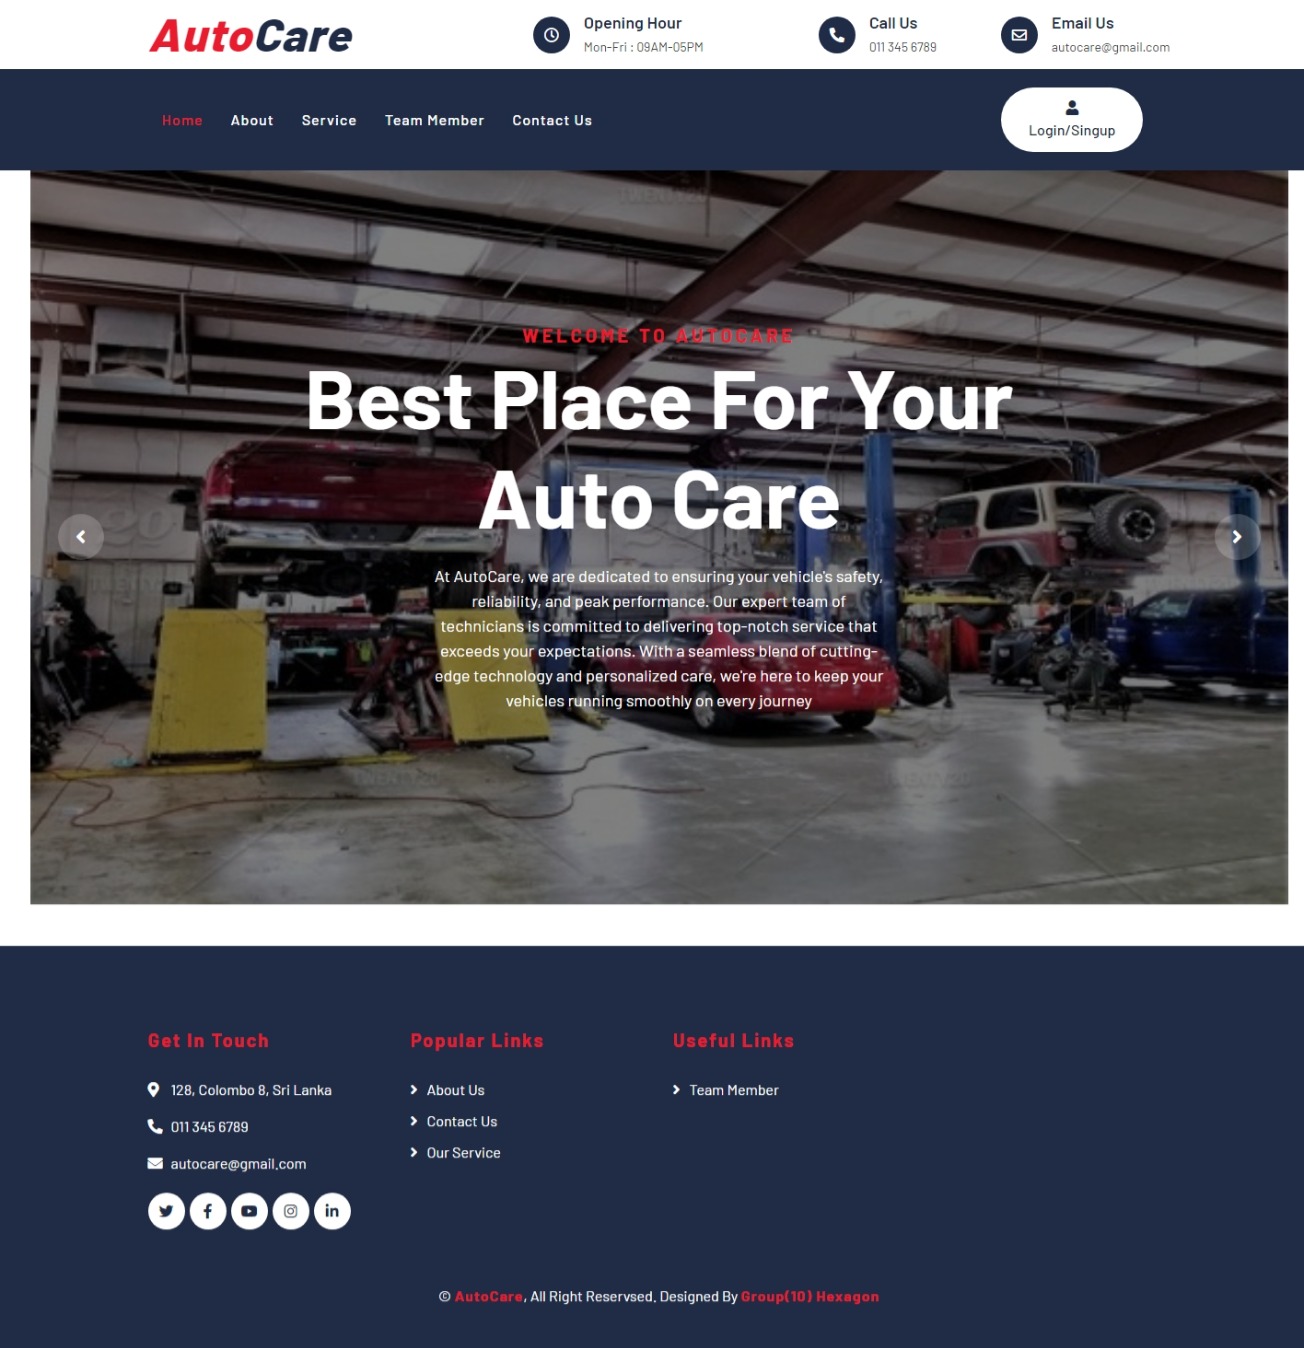 AutoCare
Opening Hour
Mon-Fri : 09AM-05PM
Call Us
011 345 6789
Email Us
autocare@gmail.com
Home
About
Service
Team Member
Contact Us
Login/Singup
WELCOME TO AUTOCARE
Best Place For Your
Auto Care
At AutoCare, we are dedicated to ensuring your vehicle's safety,
reliability, and peak performance. Our expert team of
technicians is committed to delivering top-notch service that
exceeds your expectations. With a seamless blend of cutting-
edge technology and personalized care, we're here to keep your
vehicles running smoothly on every journey
Get In Touch
128, Colombo 8, Sri Lanka
011 345 6789
autocare@gmail.com
Popular Links
About Us
Contact Us
Our Service
Useful Links
Team Member
© AutoCare, All Right Reservsed. Designed By Group(10) Hexagon